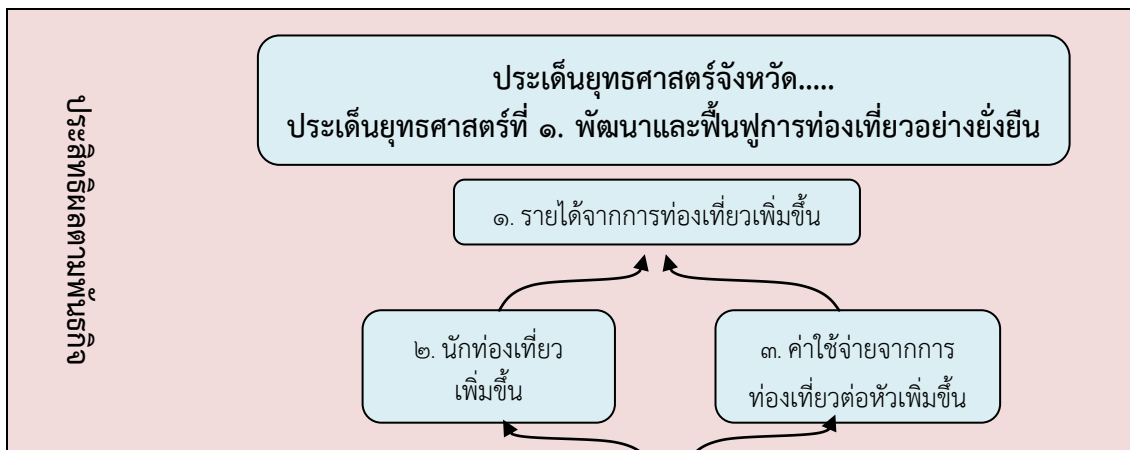 ประสิทธิผลตามพันธกิจ
ประเด็นยุทธศาสตร์จังหวัด.....
ประเด็นยุทธศาสตร์ที่ ๑. พัฒนาและฟื้นฟูการท่องเที่ยวอย่างยั่งยืน
๑. รายได้จากการท่องเที่ยวเพิ่มขึ้น
๒. นักท่องเที่ยว
เพิ่มขึ้น
๓. ค่าใช้จ่ายจากการ
ท่องเที่ยวต่อหัวเพิ่มขึ้น